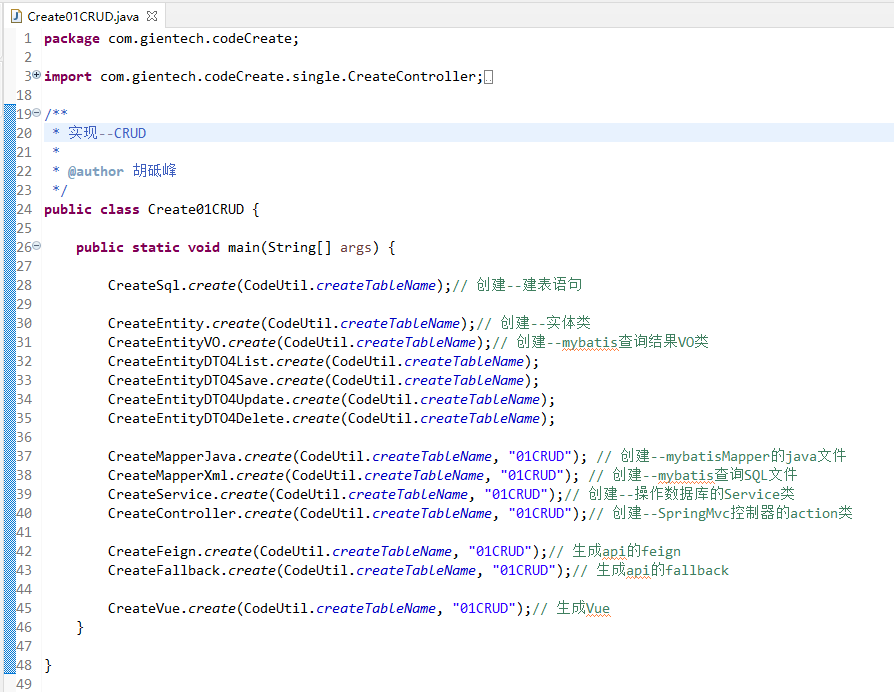 Create01CRUD.java
1 package com.gientech.codeCreate;
2
3 import com.gientech.codeCreate.single.CreateController;
18
19 /**
20 * 实现--CRUD
21 *
22 * @author 胡砥峰
23 */
24 public class Create01CRUD {
25
26 public static void main(String[] args) {
27
28 CreateSql.create(CodeUtil.createTableName);// 创建--建表语句
29
30 CreateEntity.create(CodeUtil.createTableName);// 创建--实体类
31 CreateEntityVO.create(CodeUtil.createTableName);// 创建--mybatis查询结果VO类
32 CreateEntityDTO4List.create(CodeUtil.createTableName);
33 CreateEntityDTO4Save.create(CodeUtil.createTableName);
34 CreateEntityDTO4Update.create(CodeUtil.createTableName);
35 CreateEntityDTO4Delete.create(CodeUtil.createTableName);
36
37 CreateMapperJava.create(CodeUtil.createTableName, "01CRUD"); // 创建--mybatisMapper的java文件
38 CreateMapperXml.create(CodeUtil.createTableName, "01CRUD"); // 创建--mybatis查询SQL文件
39 CreateService.create(CodeUtil.createTableName, "01CRUD");// 创建--操作数据库的Service类
40 CreateController.create(CodeUtil.createTableName, "01CRUD");// 创建--SpringMvc控制器的action类
41
42 CreateFeign.create(CodeUtil.createTableName, "01CRUD");// 生成api的feign
43 CreateFallback.create(CodeUtil.createTableName, "01CRUD");// 生成api的fallback
44
45 CreateVue.create(CodeUtil.createTableName, "01CRUD");// 生成Vue
46 }
47
48 }
49